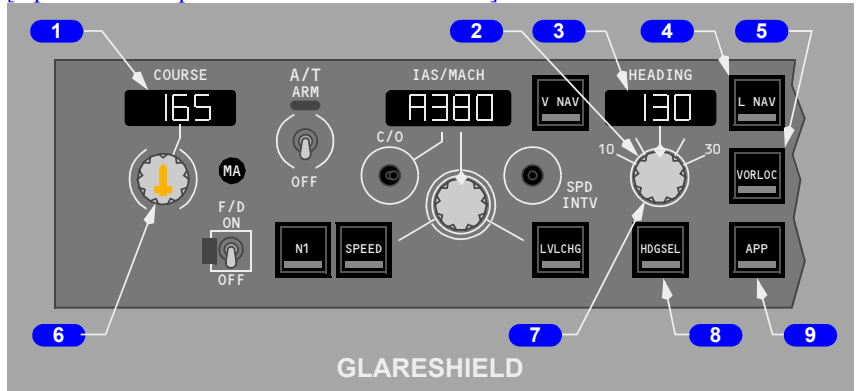 1
2
3
4
5
COURSE
A/T
ARM
IAS/MACH
HEADING
165
A380
V NAV
130
L NAV
C/O
10
30
MA
OFF
SPD
INTV
VORLOC
F/D
ON
N1
SPEED
LVLCHG
HDGSEL
APP
OFF
6
7
8
9
GLARESHIELD